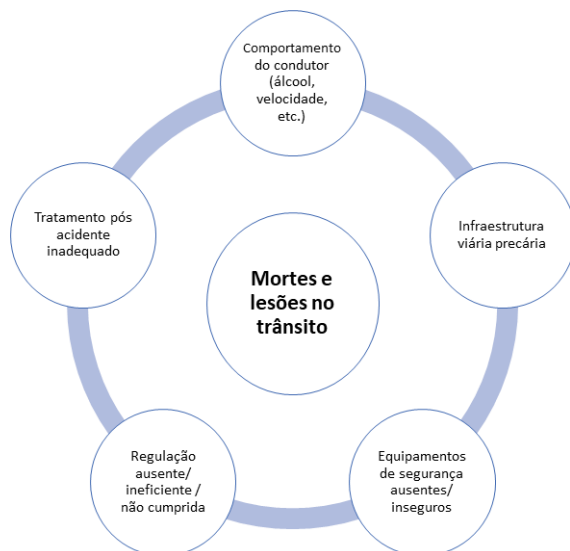 Comportamento
do condutor
(álcool,
velocidade,
etc.)
Infraestrutura
viária precária
Equipamentos
de segurança
ausentes/
inseguros
Regulação
ausente/
ineficiente /
não cumprida
Tratamento pós
acidente
inadequado
Mortes e
lesões no
trânsito